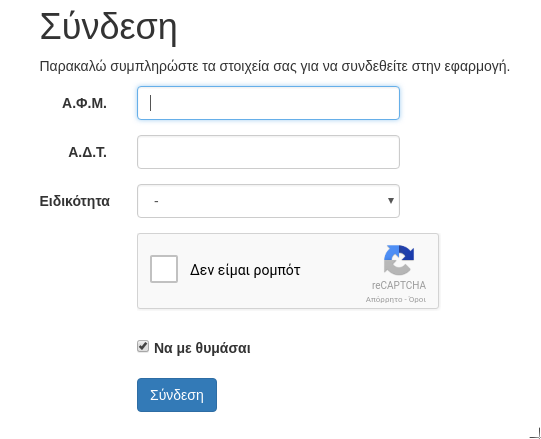 Σύνδεση
Παρακαλώ συμπληρώστε τα στοιχεία σας για να συνδεθείτε στην εφαρμογή.
Α.Φ.Μ.
Α.Δ.Τ.
Ειδικότητα -
Δεν είμαι ρομπότ
reCAPTCHA
Απόρρητο - Όροι
Να με θυμάσαι
Σύνδεση